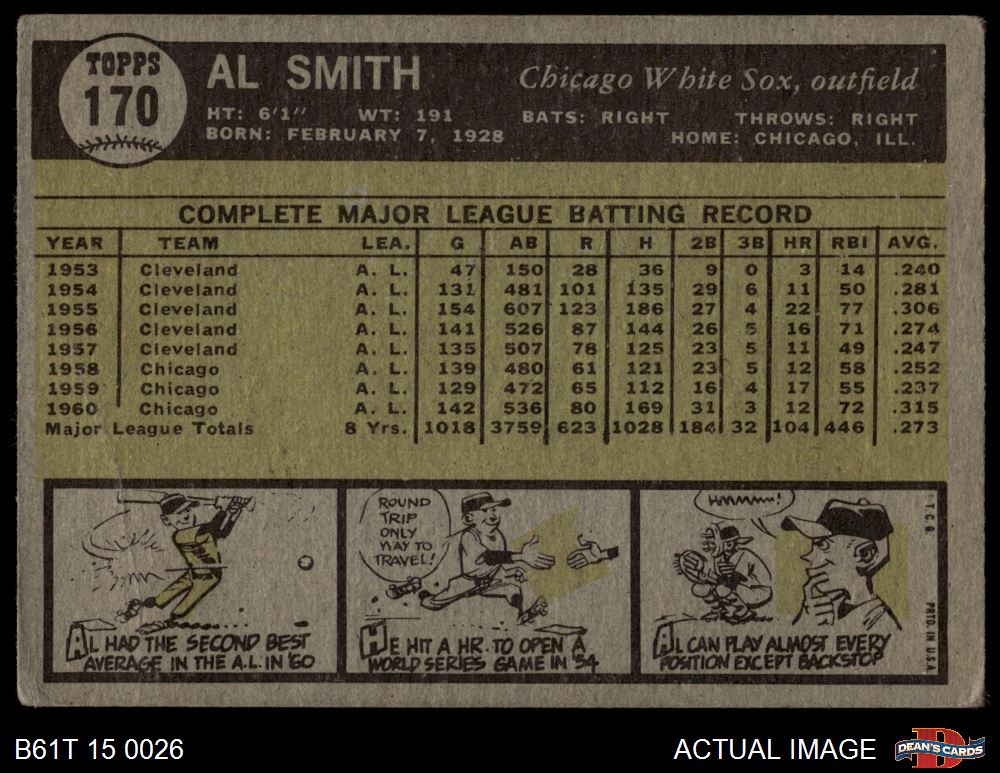 TOPPS
170
AL SMITH
Chicago White Sox, outfield
HT: 6'1" WT: 191 BATS: RIGHT THROWS: RIGHT
BORN: FEBRUARY 7, 1928 HOME: CHICAGO, ILL.
COMPLETE MAJOR LEAGUE BATTING RECORD
YEAR TEAM LEA. G AB R H 2B 3B HR RBI AVG.
1953 Cleveland A. L. 47 150 28 36 9 0 3 14 .240
1954 Cleveland A. L. 131 481 101 135 29 6 11 50 .281
1955 Cleveland A. L. 154 607 123 186 27 4 22 77 .306
1956 Cleveland A. L. 141 526 87 144 26 5 16 71 .274
1957 Cleveland A. L. 135 507 78 125 23 5 11 49 .247
1958 Chicago A. L. 139 480 61 121 23 5 12 58 .252
1959 Chicago A. L. 129 472 65 112 16 4 17 55 .237
1960 Chicago A. L. 142 536 80 169 31 3 12 72 .315
Major League Totals 8 Yrs. 1018 3759 623 1028 184 32 104 446 .273
AL HAD THE SECOND BEST
AVERAGE IN THE A.L. IN '60
ROUND
TRIP
ONLY
WAY TO
TRAVEL!
HE HIT A HR. TO OPEN A
WORLD SERIES GAME IN '54
HMMMM!
AL CAN PLAY ALMOST EVERY
POSITION EXCEPT BACKSTOP
T.C.G. PRTD. IN U.S.A.
B61T 15 0026
ACTUAL IMAGE
DEAN'S CARDS